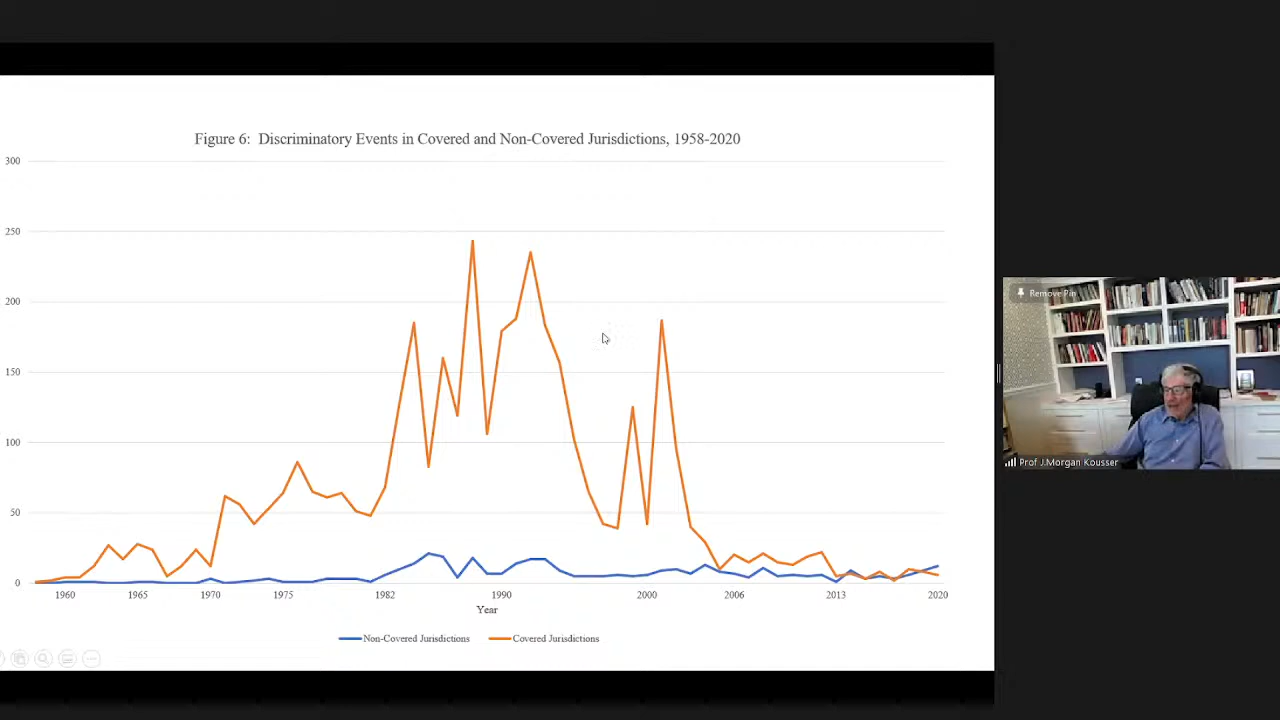 Figure 6: Discriminatory Events in Covered and Non-Covered Jurisdictions, 1958-2020
300
250
200
150
100
50
0
1960 1965 1970 1975 1982 1990 2000 2006 2013 2020
Year
Non-Covered Jurisdictions Covered Jurisdictions
Remove Pin
Prof J.Morgan Kousser